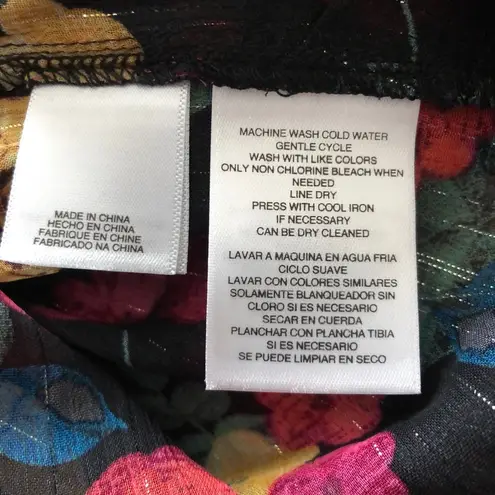 MADE IN CHINA
HECHO EN CHINA
FABRIQUE EN CHINE
FABRICADO NA CHINA
MACHINE WASH COLD WATER
GENTLE CYCLE
WASH WITH LIKE COLORS
ONLY NON CHLORINE BLEACH WHEN
NEEDED
LINE DRY
PRESS WITH COOL IRON
IF NECESSARY
CAN BE DRY CLEANED
LAVAR A MAQUINA EN AGUA FRIA
CICLO SUAVE
LAVAR CON COLORES SIMILARES
SOLAMENTE BLANQUEADOR SIN
CLORO SI ES NECESARIO
SECAR EN CUERDA
PLANCHAR CON PLANCHA TIBIA
SI ES NECESARIO
SE PUEDE LIMPIAR EN SECO